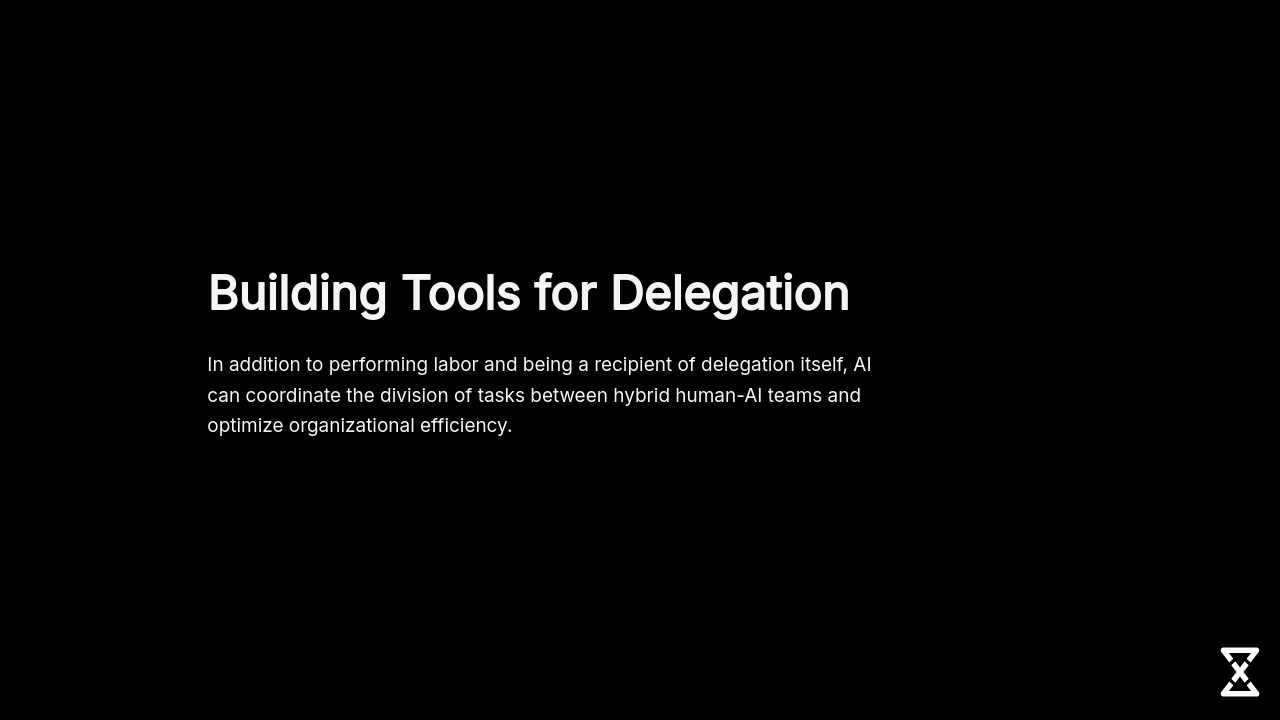 Building Tools for Delegation
In addition to performing labor and being a recipient of delegation itself, AI
can coordinate the division of tasks between hybrid human-AI teams and
optimize organizational efficiency.